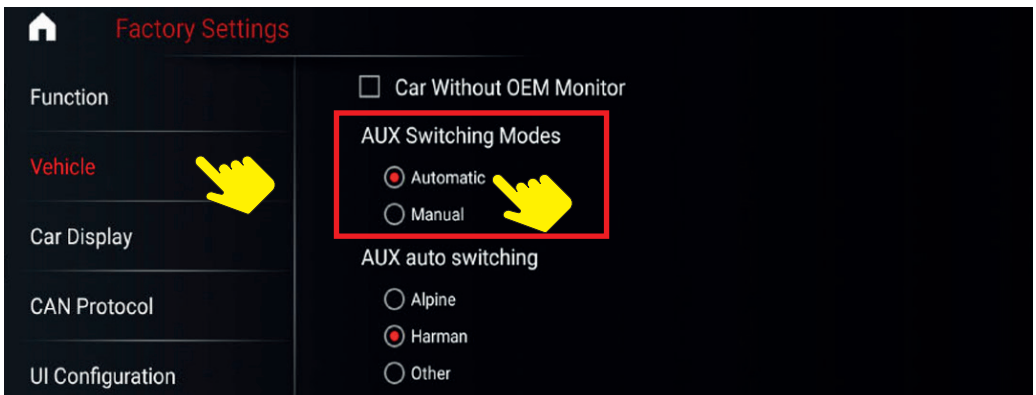 Factory Settings
Function
Vehicle
Car Display
CAN Protocol
UI Configuration
Car Without OEM Monitor
AUX Switching Modes
Automatic
Manual
AUX auto switching
Alpine
Harman
Other